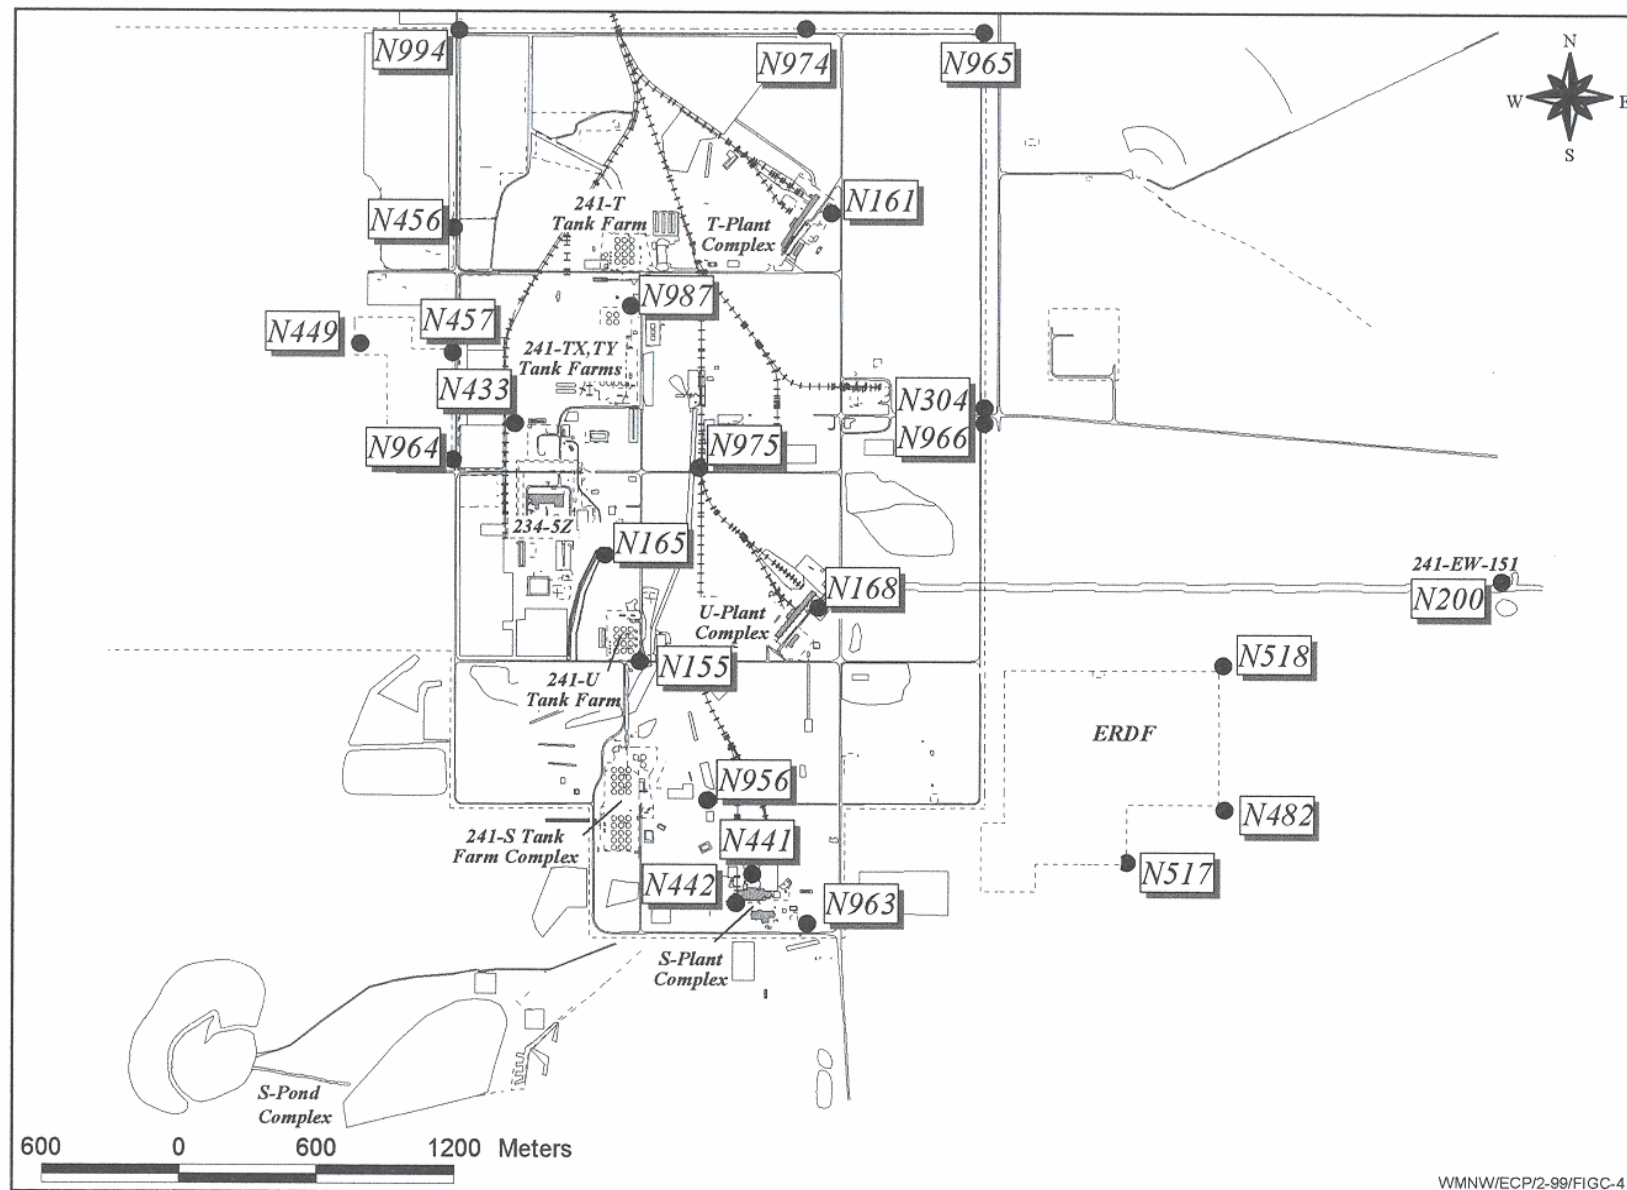 N994
N974
N965
N
W
E
S
N456
241-T
Tank Farm
T-Plant
Complex
N161
N987
N449
N457
241-TX,TY
Tank Farms
N433
N304
N966
N964
N975
234-5Z
N165
N168
241-EW-151
N200
U-Plant
Complex
N155
N518
241-U
Tank Farm
ERDF
N956
N482
241-S Tank
Farm Complex
N441
N442
N517
N963
S-Plant
Complex
S-Pond
Complex
600 0 600 1200 Meters
WMNW/ECP/2-99/FIGC-4